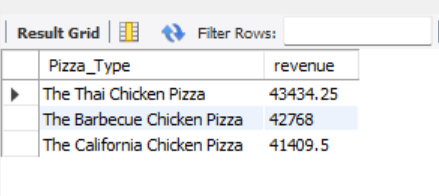 Result Grid Filter Rows:
Pizza_Type revenue
The Thai Chicken Pizza 43434.25
The Barbecue Chicken Pizza 42768
The California Chicken Pizza 41409.5